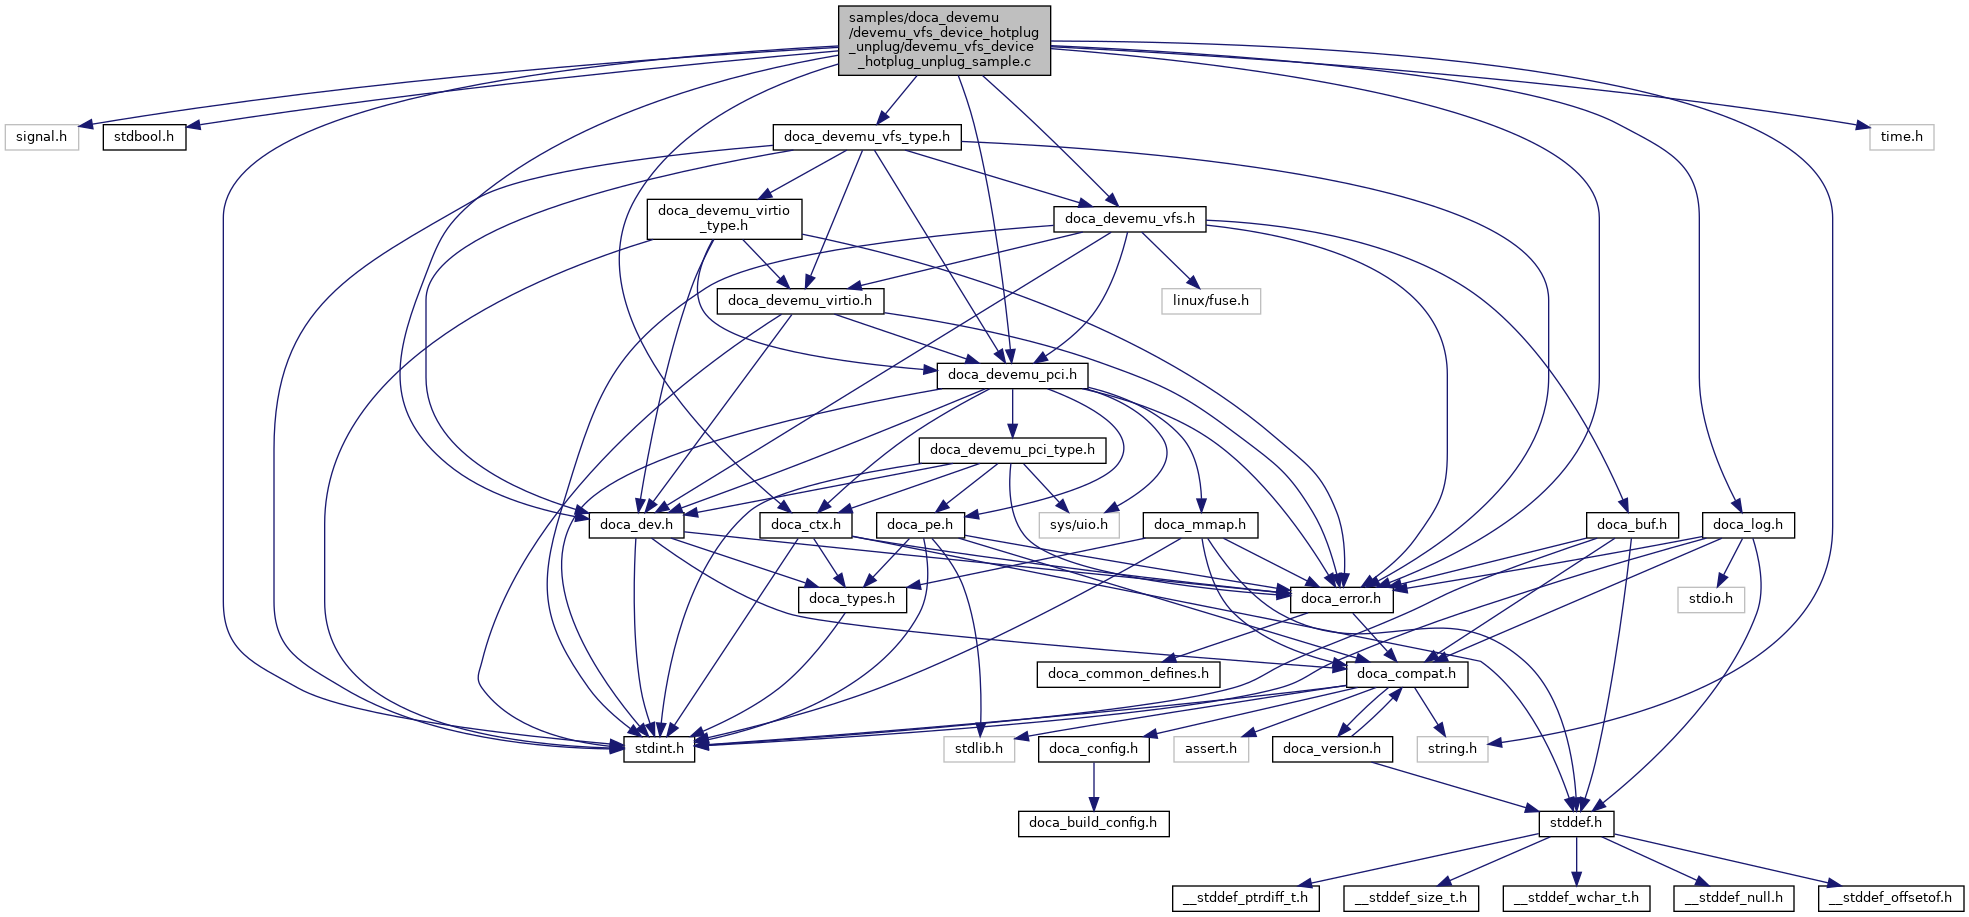 samples/doca_devemu
/devemu_vfs_device_hotplug
_unplug/devemu_vfs_device
_hotplug_unplug_sample.c
signal.h
stdbool.h
doca_devemu_vfs_type.h
time.h
doca_devemu_virtio
_type.h
doca_devemu_vfs.h
doca_devemu_virtio.h
linux/fuse.h
doca_devemu_pci.h
doca_devemu_pci_type.h
doca_dev.h
doca_ctx.h
doca_pe.h
sys/uio.h
doca_mmap.h
doca_buf.h
doca_log.h
doca_types.h
doca_error.h
stdio.h
doca_common_defines.h
doca_compat.h
stdint.h
stdlib.h
doca_config.h
assert.h
doca_version.h
string.h
doca_build_config.h
stddef.h
__stddef_ptrdiff_t.h
__stddef_size_t.h
__stddef_wchar_t.h
__stddef_null.h
__stddef_offsetof.h